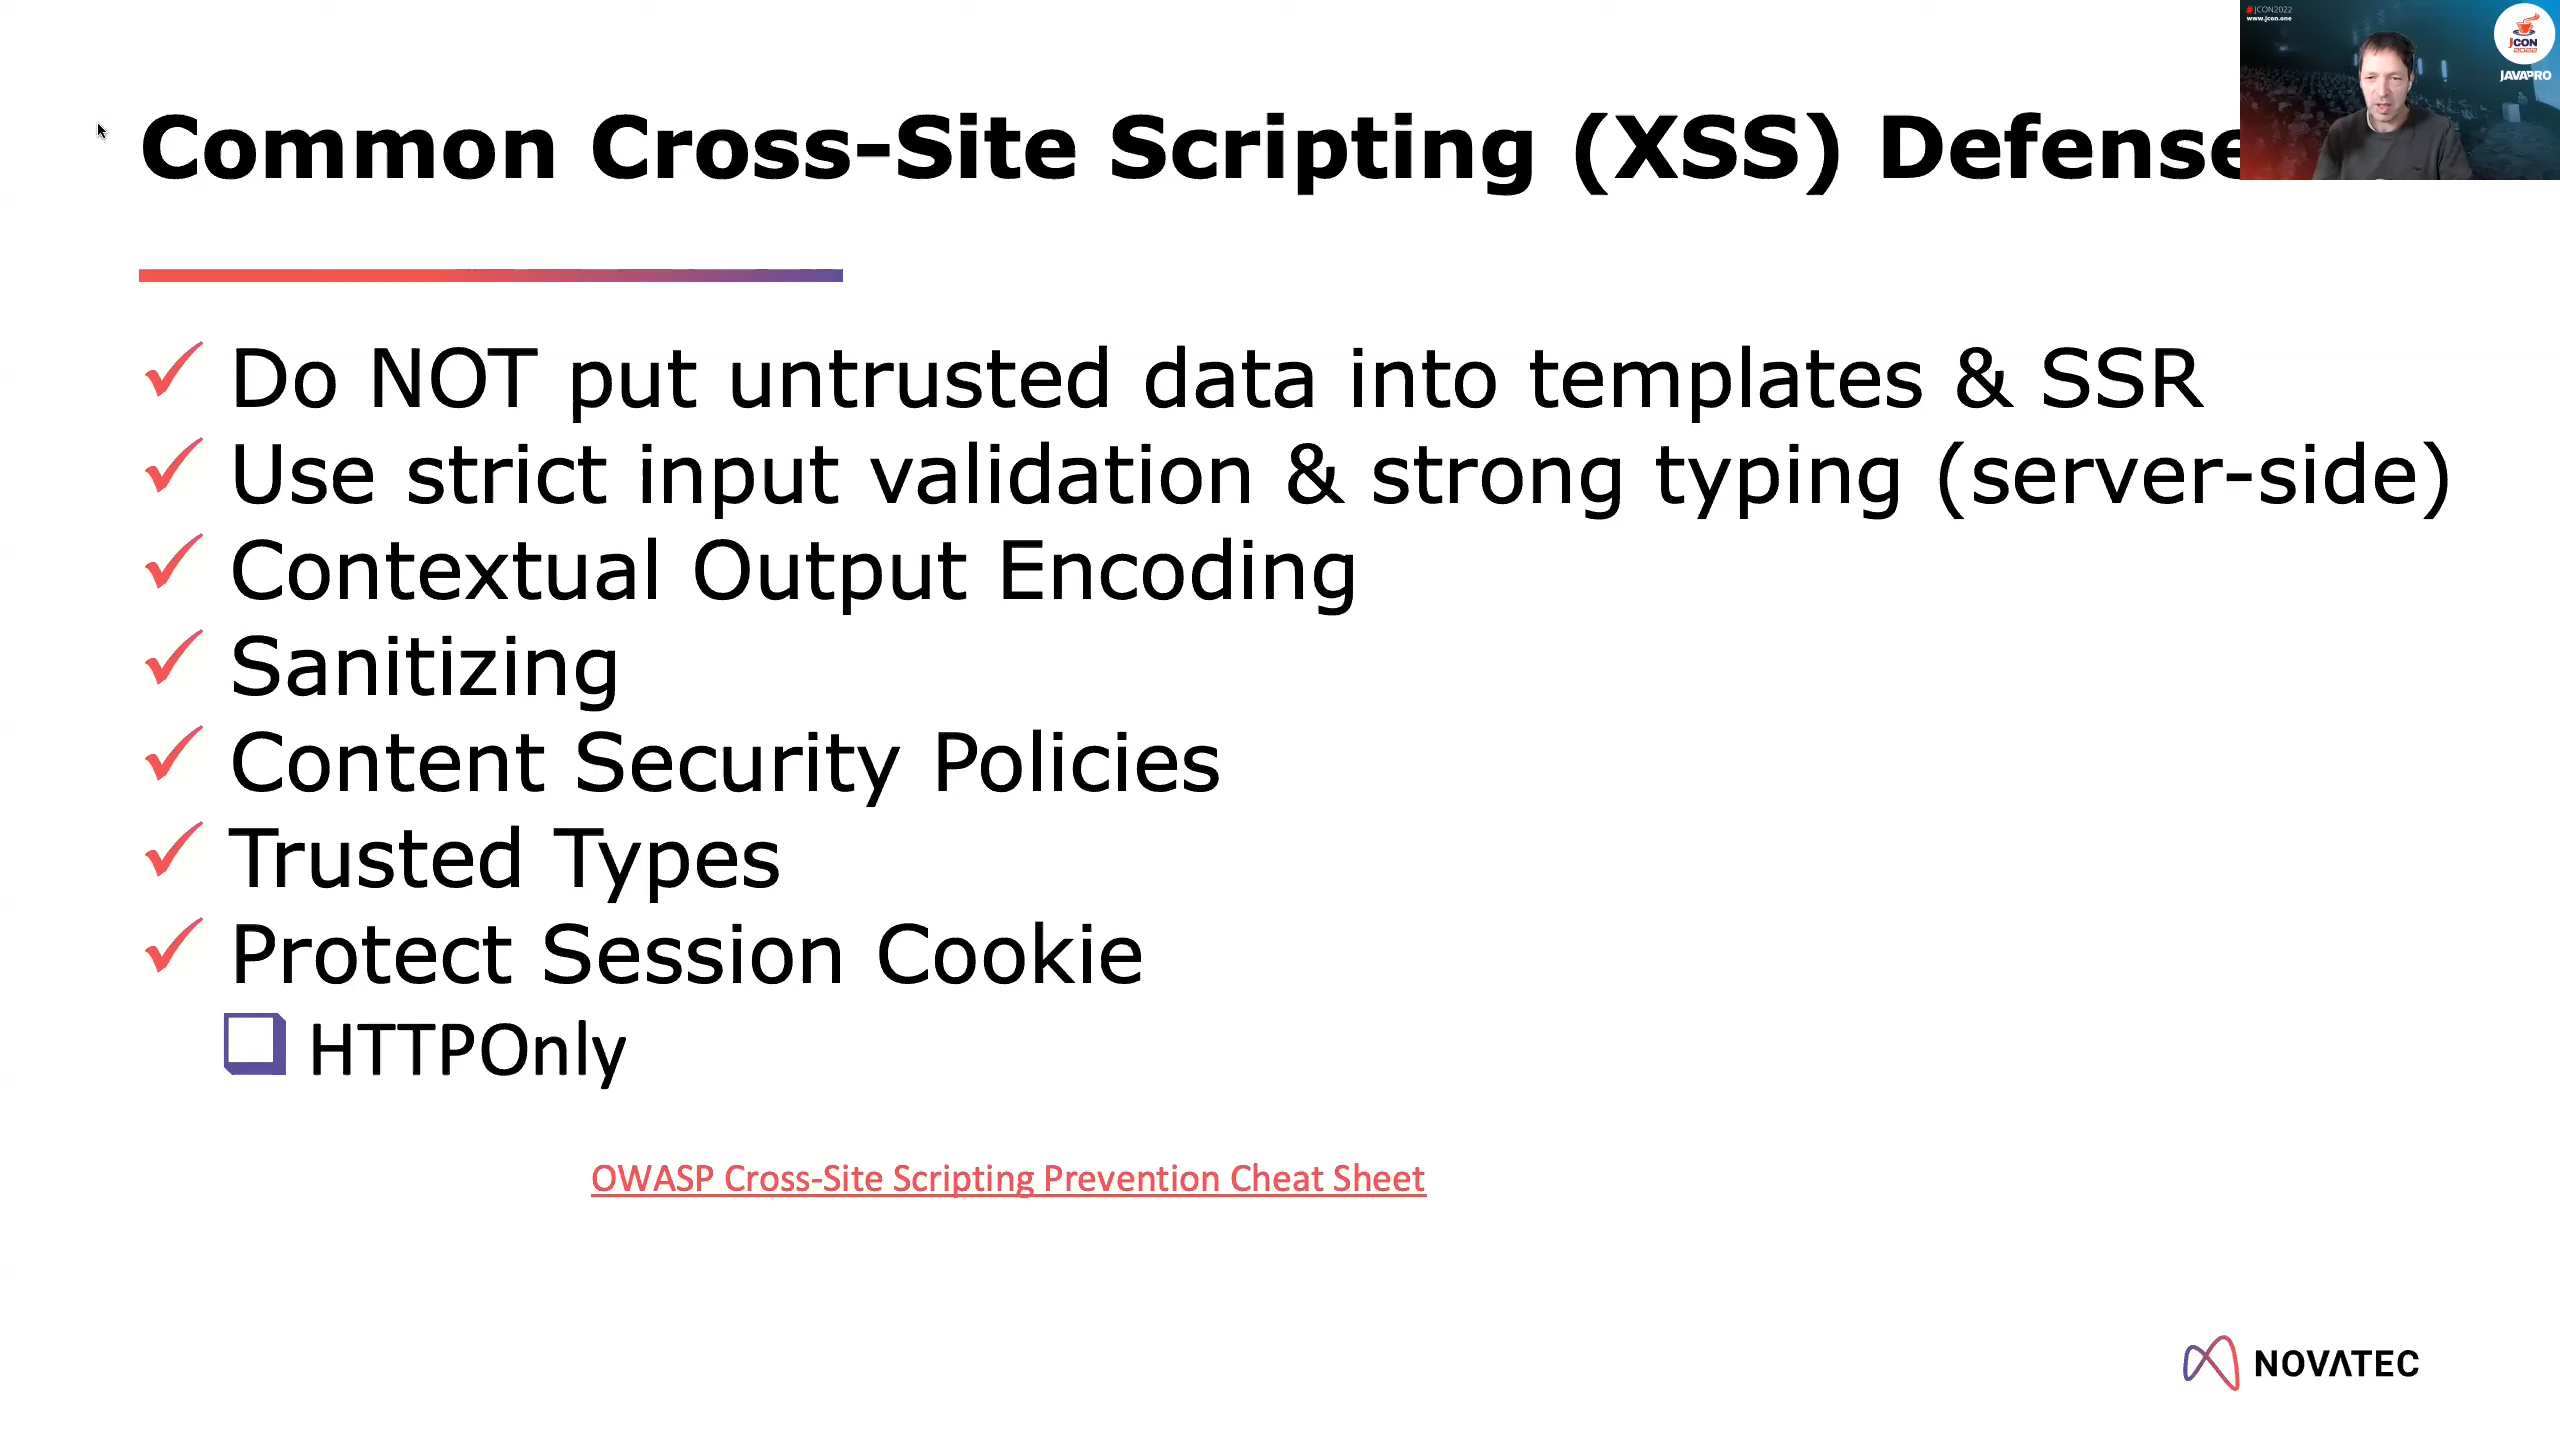 #JCON2022
www.jcon.one
JCON
2022
JAVAPRO
Common Cross-Site Scripting (XSS) Defense
Do NOT put untrusted data into templates & SSR
Use strict input validation & strong typing (server-side)
Contextual Output Encoding
Sanitizing
Content Security Policies
Trusted Types
Protect Session Cookie
HTTPOnly
OWASP Cross-Site Scripting Prevention Cheat Sheet
NOVATEC